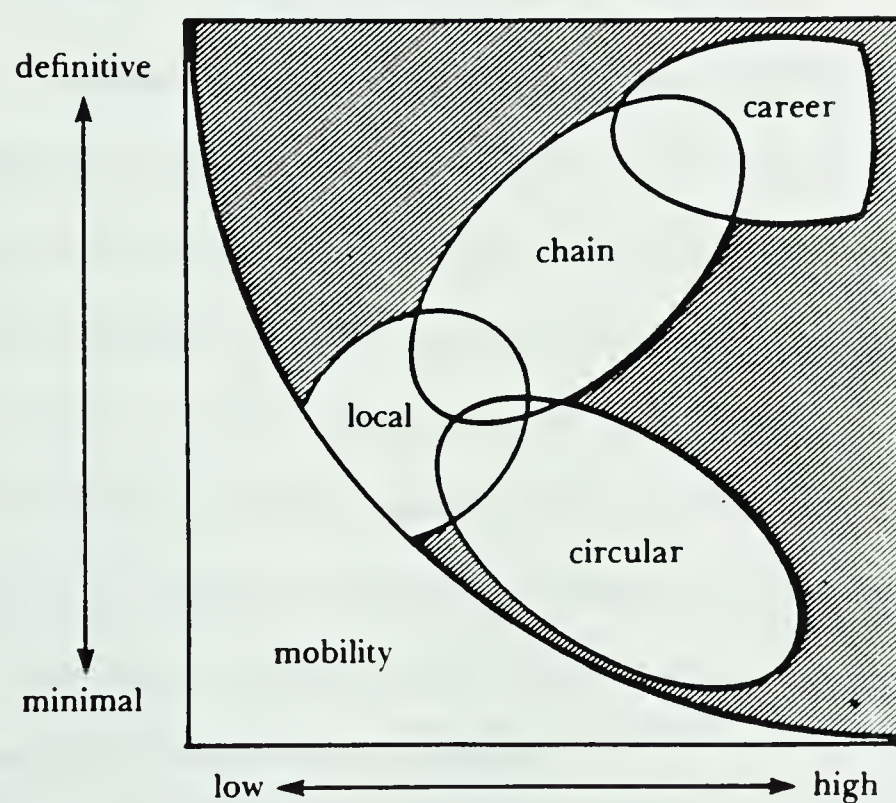 definitive
career
chain
local
circular
mobility
minimal
low
high